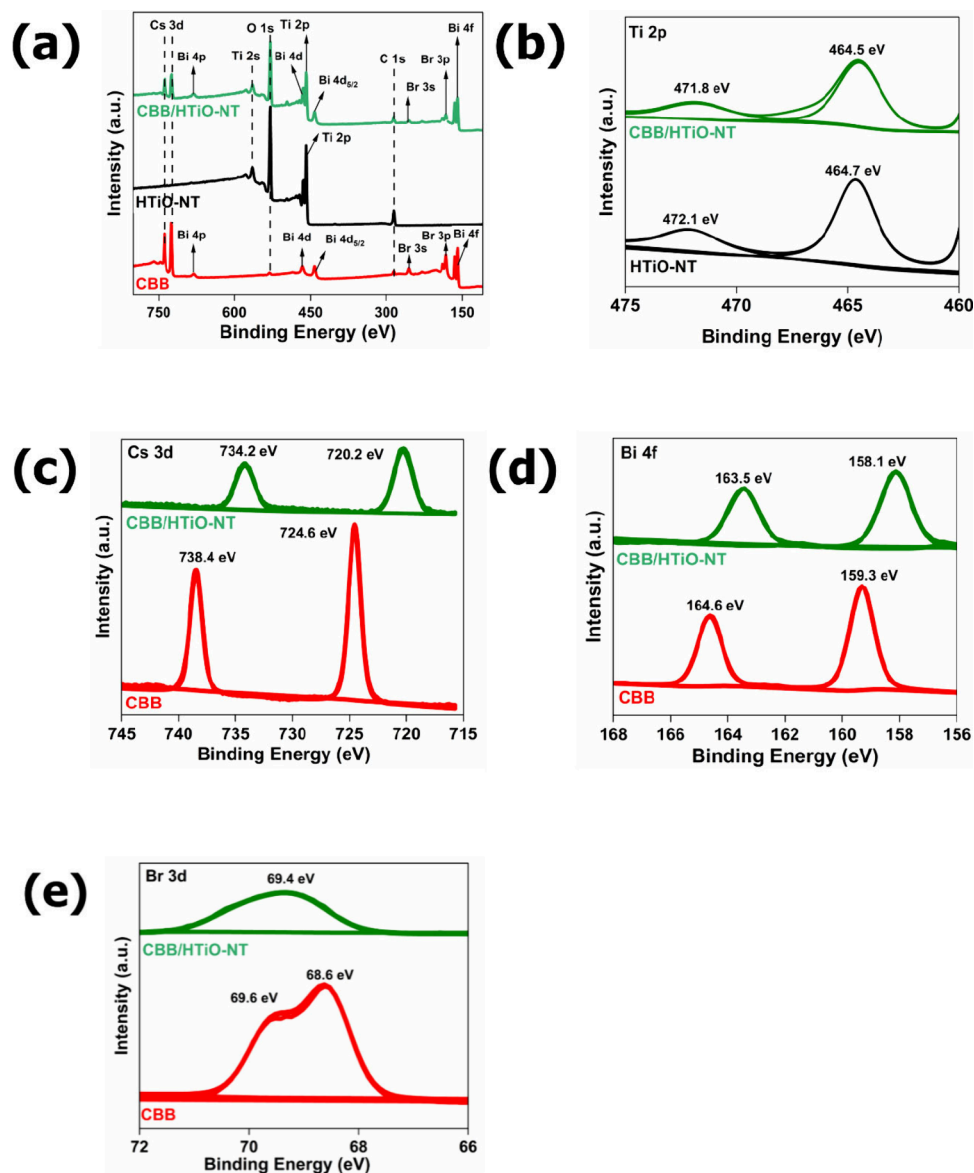 (a)
Cs 3d
O 1s
Ti 2p
Bi 4f
Bi 4p
Ti 2s
Bi 4d
C 1s
Br 3p
Bi 4d5/2
Br 3s
CBB/HTiO-NT
Ti 2p
HTiO-NT
Bi 4p
Bi 4d
Bi 4d5/2
Br 3s
Br 3p
Bi 4f
CBB
Intensity (a.u.)
750 600 450 300 150
Binding Energy (eV)
(b)
Ti 2p
464.5 eV
471.8 eV
CBB/HTiO-NT
464.7 eV
472.1 eV
HTiO-NT
Intensity (a.u.)
475 470 465 460
Binding Energy (eV)
(c)
Cs 3d
734.2 eV
720.2 eV
CBB/HTiO-NT
724.6 eV
738.4 eV
CBB
Intensity (a.u.)
745 740 735 730 725 720 715
Binding Energy (eV)
(d)
Bi 4f
158.1 eV
163.5 eV
CBB/HTiO-NT
159.3 eV
164.6 eV
CBB
Intensity (a.u.)
168 166 164 162 160 158 156
Binding Energy (eV)
(e)
Br 3d
69.4 eV
CBB/HTiO-NT
68.6 eV
69.6 eV
CBB
Intensity (a.u.)
72 70 68 66
Binding Energy (eV)